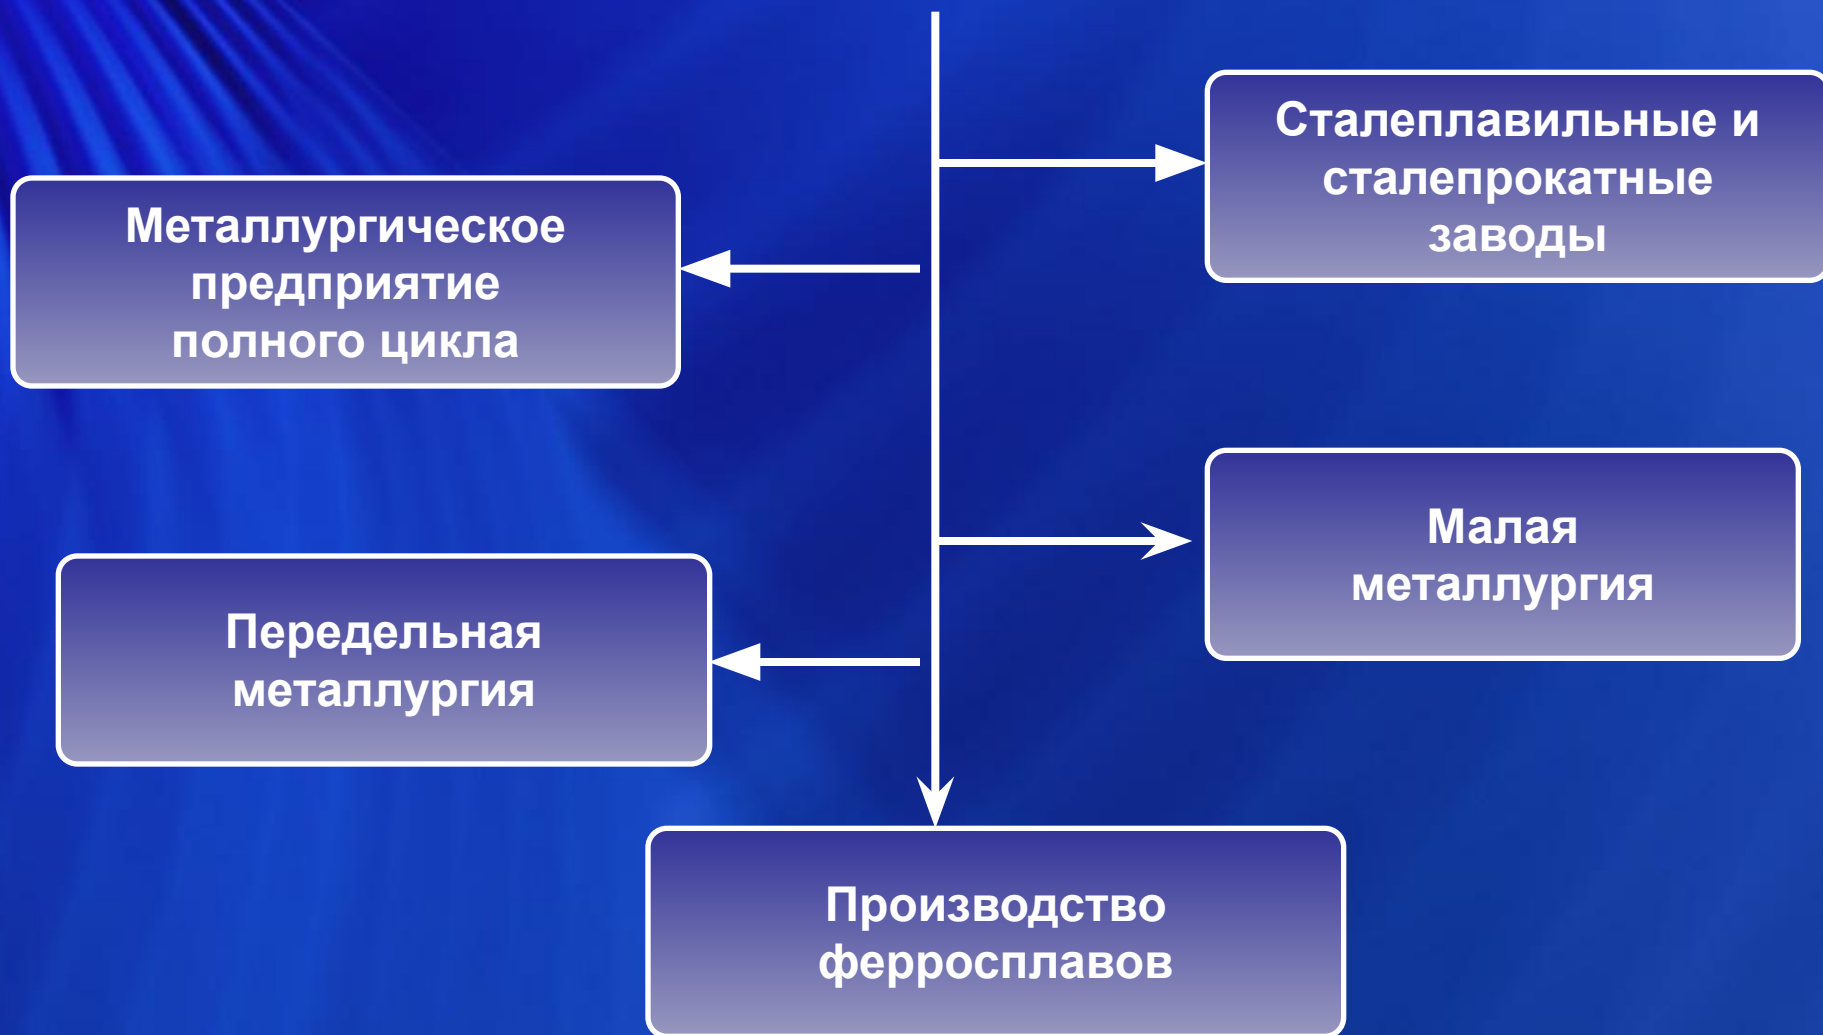 Сталеплавильные и
сталепрокатные
заводы
Металлургическое
предприятие
полного цикла
Малая
металлургия
Передельная
металлургия
Производство
ферросплавов